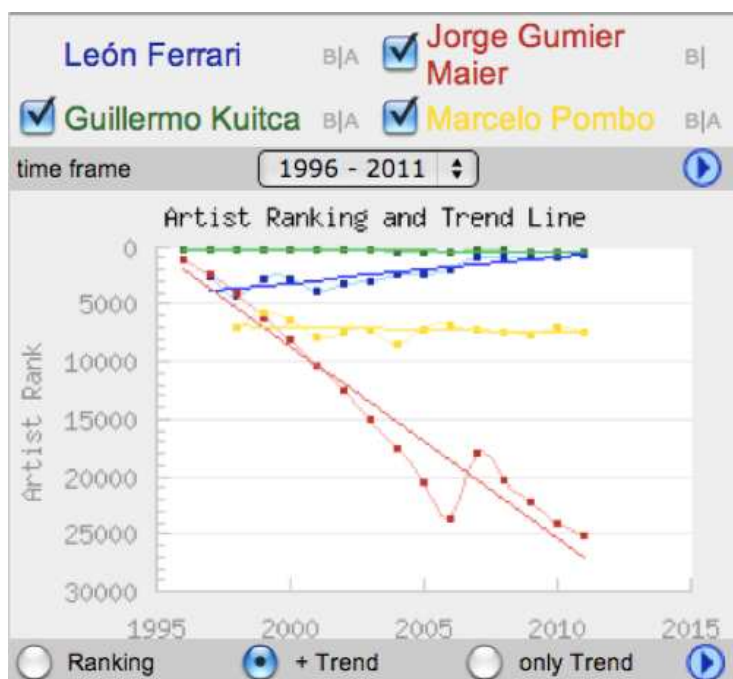 León Ferrari B|A
Jorge Gumier
Maier B|
Guillermo Kuitca B|A
Marcelo Pombo B|A
time frame 1996 - 2011
Artist Ranking and Trend Line
Artist Rank
0
5000
10000
15000
20000
25000
30000
1995 2000 2005 2010 2015
Ranking + Trend only Trend